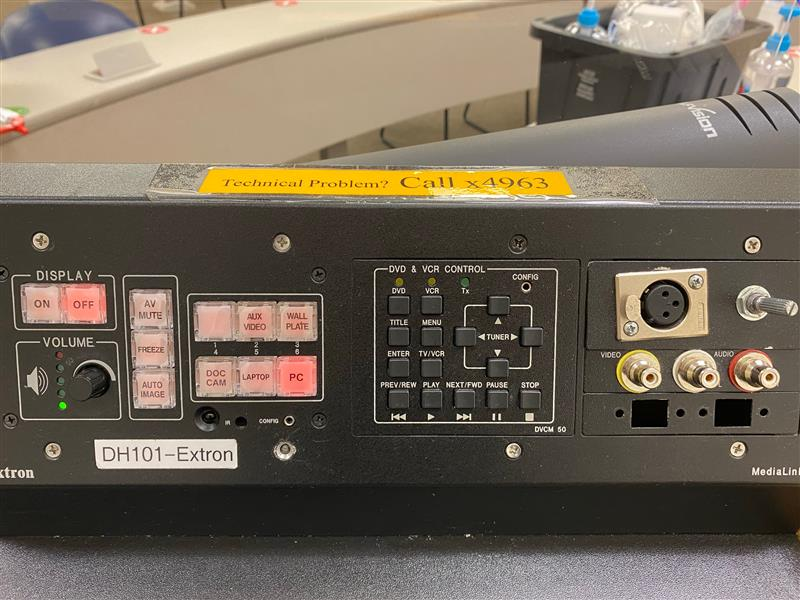 vision
Technical Problem? Call x4963
DISPLAY
ON OFF
VOLUME
AV MUTE
FREEZE
AUTO IMAGE
AUX VIDEO
WALL PLATE
1 2 3
4 5 6
DOC CAM
LAPTOP
PC
IR CONFIG
DH101-Extron
DVD & VCR CONTROL
DVD VCR Tx CONFIG
TITLE MENU
TUNER
ENTER TV/VCR
PREV/REW PLAY NEXT/FWD PAUSE STOP
DVCM 50
VIDEO AUDIO
xtron
MediaLink